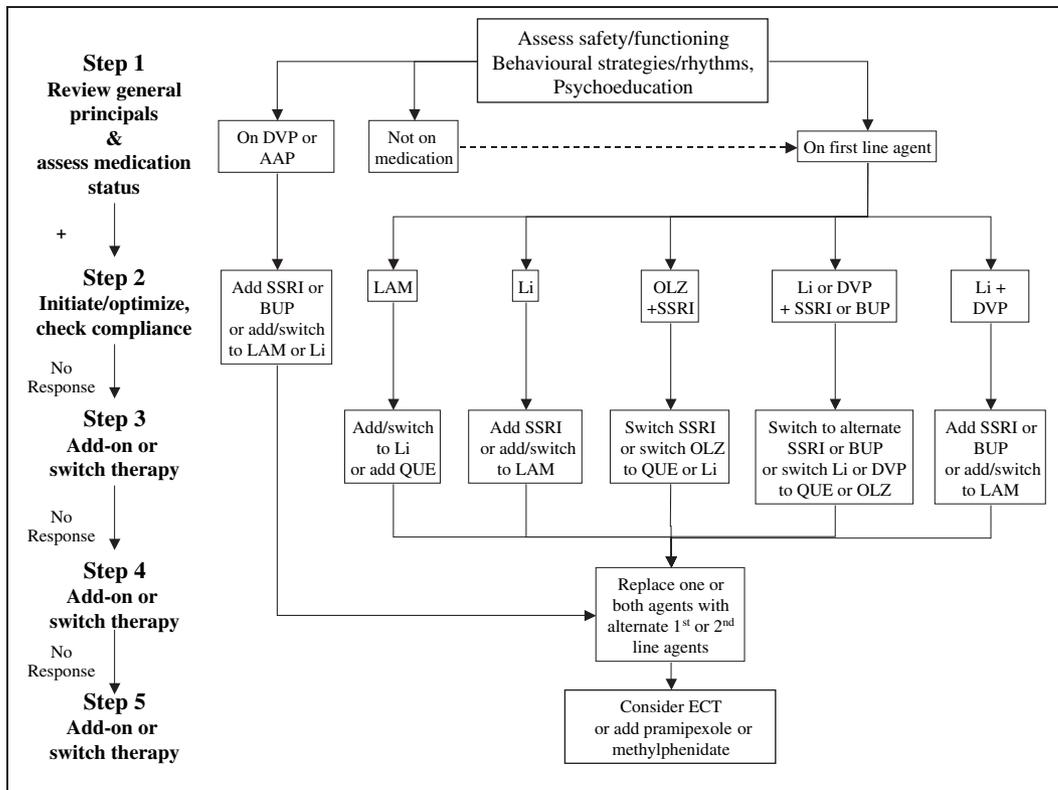 Step 1
Review general
principals
&
assess medication
status
+
Step 2
Initiate/optimize,
check compliance
No
Response
Step 3
Add-on or
switch therapy
No
Response
Step 4
Add-on or
switch therapy
No
Response
Step 5
Add-on or
switch therapy
Assess safety/functioning
Behavioural strategies/rhythms,
Psychoeducation
On DVP or
AAP
Not on
medication
On first line agent
Add SSRI or
BUP
or add/switch
to LAM or Li
LAM
Li
OLZ
+SSRI
Li or DVP
+ SSRI or BUP
Li +
DVP
Add/switch
to Li
or add QUE
Add SSRI
or add/switch
to LAM
Switch SSRI
or switch OLZ
to QUE or Li
Switch to alternate
SSRI or BUP
or switch Li or DVP
to QUE or OLZ
Add SSRI or
BUP
or add/switch
to LAM
Replace one or
both agents with
alternate 1st or 2nd
line agents
Consider ECT
or add pramipexole or
methylphenidate